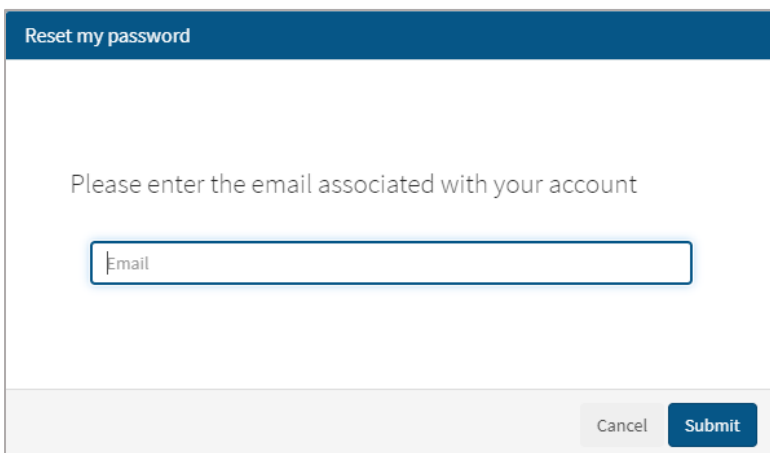 Reset my password
Please enter the email associated with your account
Email
Cancel Submit